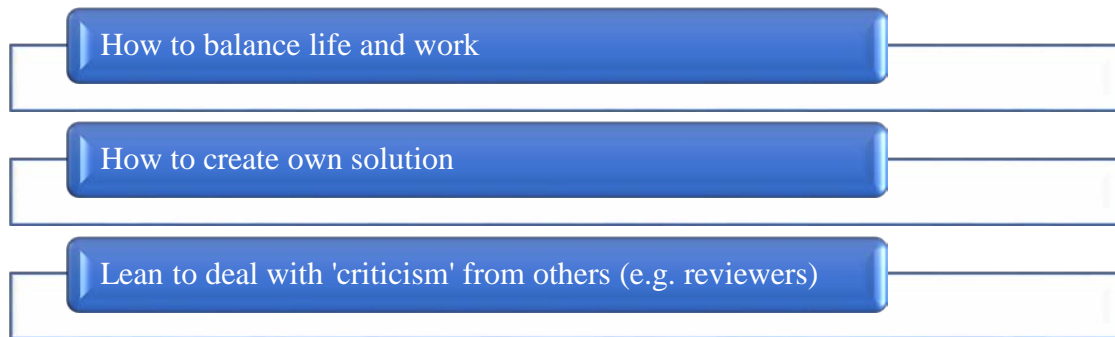 How to balance life and work
How to create own solution
Lean to deal with 'criticism' from others (e.g. reviewers)